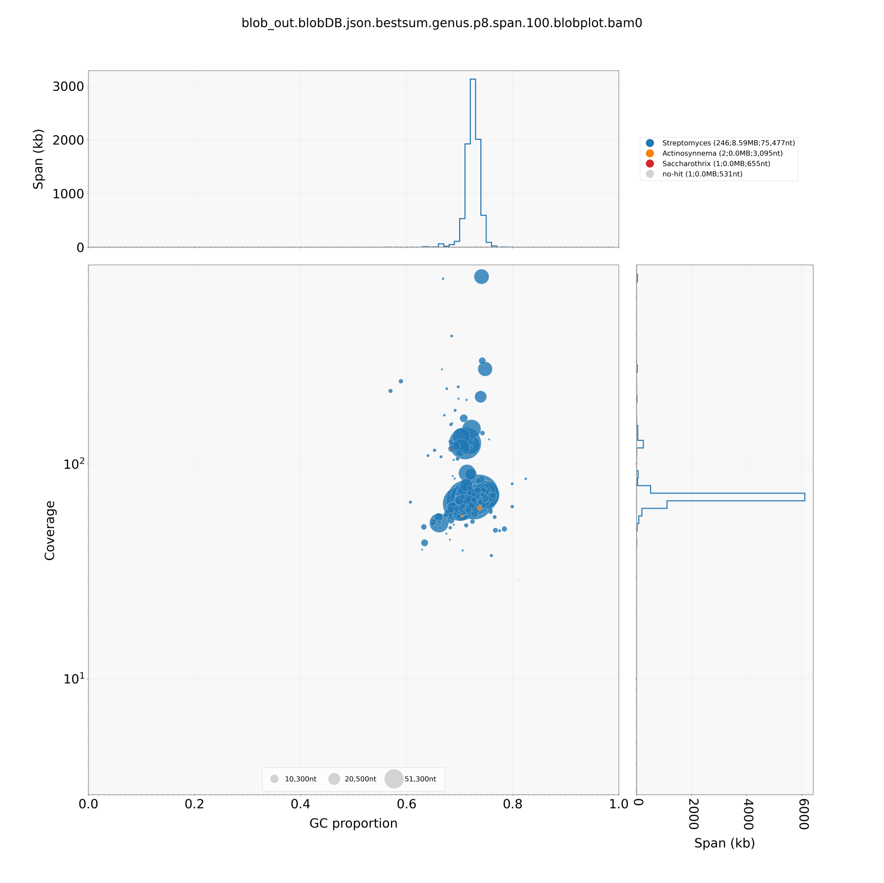 blob_out.blobDB.json.bestsum.genus.p8.span.100.blobplot.bam0
3000
2000
1000
0
Span (kb)
Streptomyces (246;8.59MB;75,477nt)
Actinosynnema (2;0.0MB;3,095nt)
Saccharothrix (1;0.0MB;655nt)
no-hit (1;0.0MB;531nt)
10²
10¹
Coverage
10,300nt 20,500nt 51,300nt
0.0 0.2 0.4 0.6 0.8 1.0
GC proportion
0 2000 4000 6000
Span (kb)